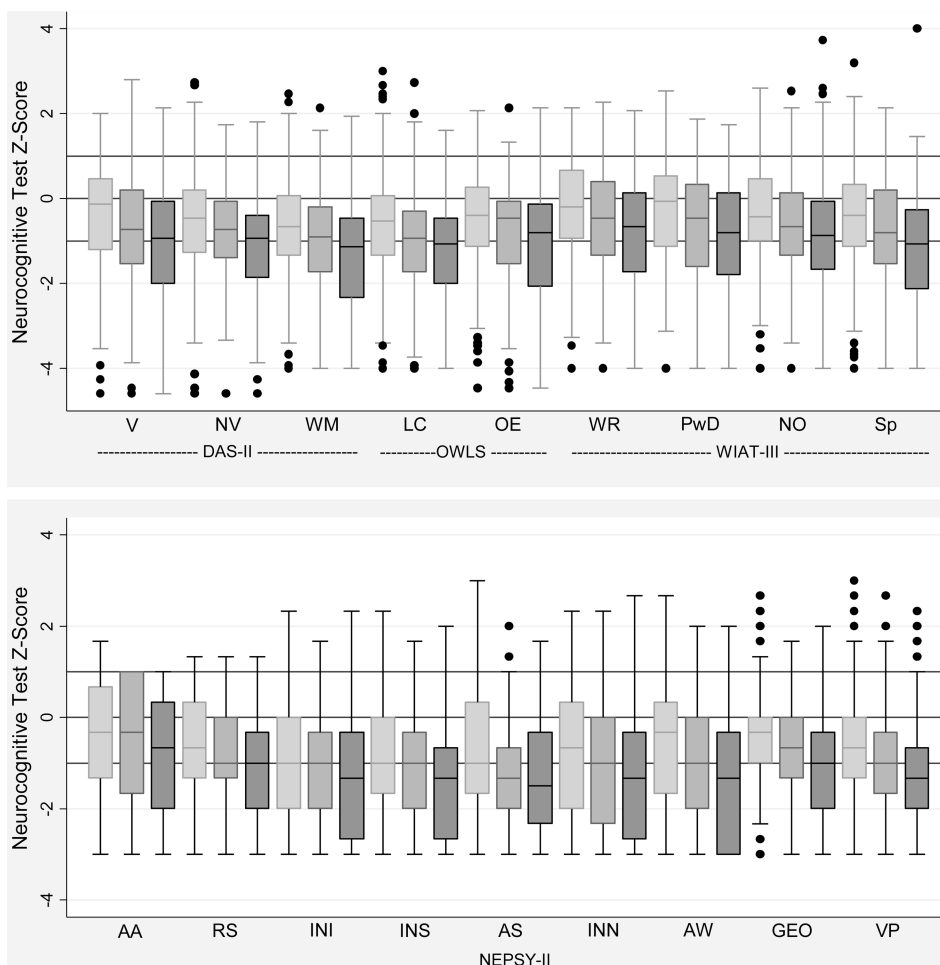 Neurocognitive Test Z-Score
4
2
0
-2
-4
V NV WM LC OE WR PwD NO Sp
------------------DAS-II ----------------- ---------OWLS--------- ------------------------WIAT-III------------------------
Neurocognitive Test Z-Score
4
2
0
-2
-4
AA RS INI INS AS INN AW GEO VP
NEPSY-II